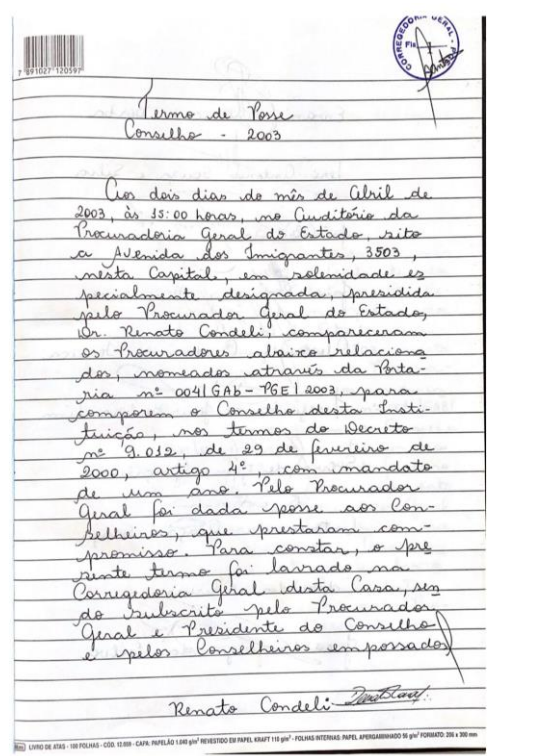 CORREGEDORIA GERAL
Fls.
7 891027 120597
Termo de Posse
Conselho - 2003
Aos dois dias do mês de Abril de
2003, às 15:00 horas, no Auditório da
Procuradoria Geral do Estado, sito
a Avenida dos Imigrantes, 3503,
nesta Capital, em solenidade es
pecialmente designada, presidida
pelo Procurador Geral do Estado,
Dr. Renato Condeli, compareceram
os Procuradores abaixo relaciona
dos, nomeados através da Porta-
ria nº 004/GAB-PGE/2003, para
comporem o Conselho desta Insti-
tuição, nos termos do Decreto
nº 9.012, de 29 de fevereiro de
2000, artigo 4º, com mandato
de um ano. Pelo Procurador
Geral foi dada posse aos Con-
selheiros, que prestaram com-
promisso. Para constar, o pre
sente termo foi lavrado na
Corregedoria Geral desta Casa, sen
do subscrito pelo Procurador
Geral e Presidente do Conselho
e pelos Conselheiros empossados
Renato Condeli
LIVRO DE ATAS - 100 FOLHAS - CÓD. - CAPA: PAPELÃO 1.040 g/m² REVESTIDO EM PAPEL KRAFT 110 g/m² - FOLHAS INTERNAS: PAPEL APERGAMINHADO 56 g/m² FORMATO: 206 x 300 mm